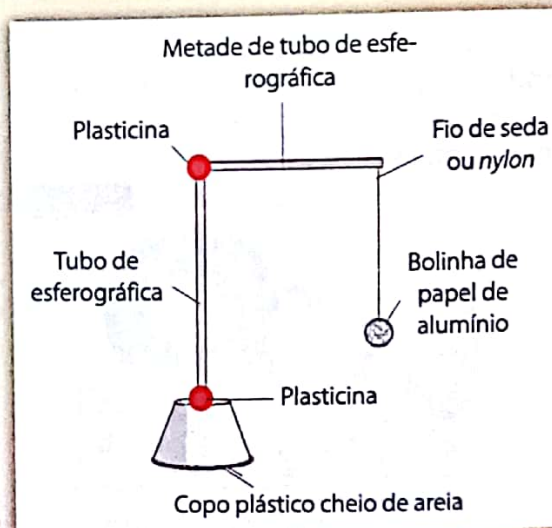 Metade de tubo de esfe-
rográfica
Plasticina
Fio de seda
ou nylon
Tubo de
esferográfica
Bolinha de
papel de
alumínio
Plasticina
Copo plástico cheio de areia